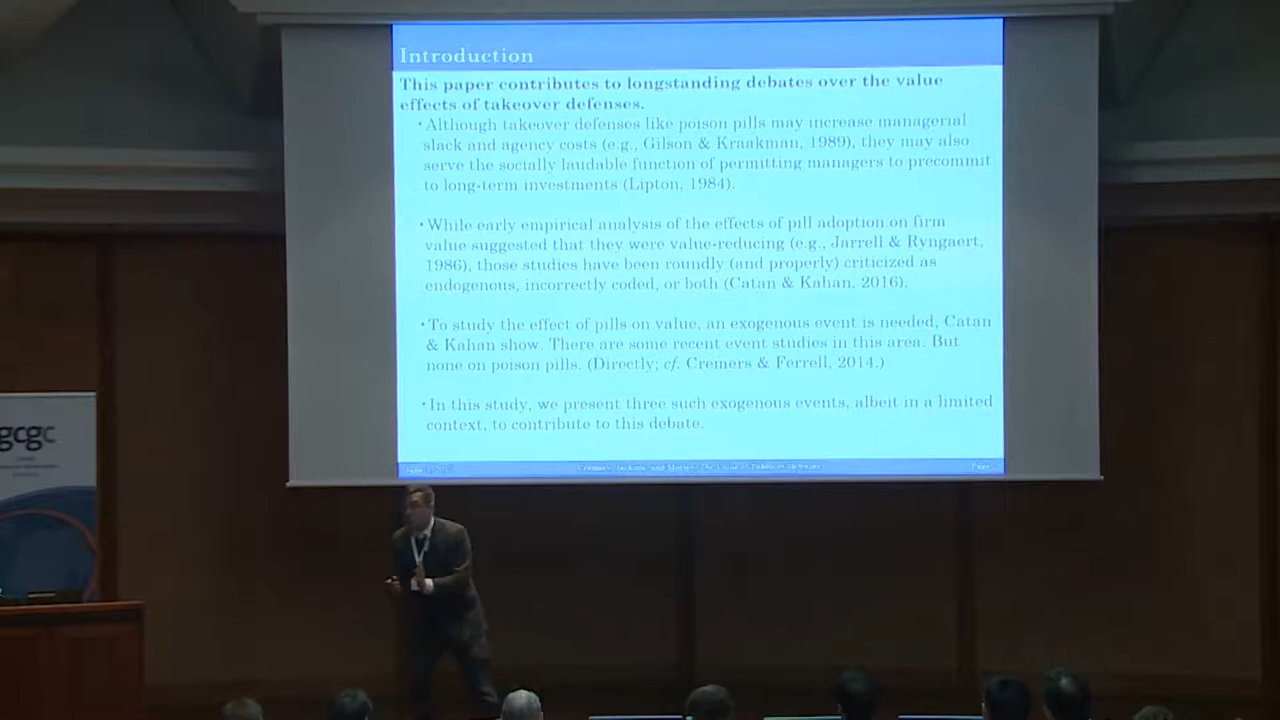 Introduction
This paper contributes to longstanding debates over the value
effects of takeover defenses.
•Although takeover defenses like poison pills may increase managerial
slack and agency costs (e.g., Gilson & Kraakman, 1989), they may also
serve the socially laudable function of permitting managers to precommit
to long-term investments (Lipton, 1984).
•While early empirical analysis of the effects of pill adoption on firm
value suggested that they were value-reducing (e.g., Jarrell & Ryngaert,
1986), those studies have been roundly (and properly) criticized as
endogenous, incorrectly coded, or both (Catan & Kahan, 2016).
•To study the effect of pills on value, an exogenous event is needed, Catan
& Kahan show. There are some recent event studies in this area. But
none on poison pills. (Directly; cf. Cremers & Ferrell, 2014.)
•In this study, we present three such exogenous events, albeit in a limited
context, to contribute to this debate.
The Value of Takeover Defenses
Page
gcgc